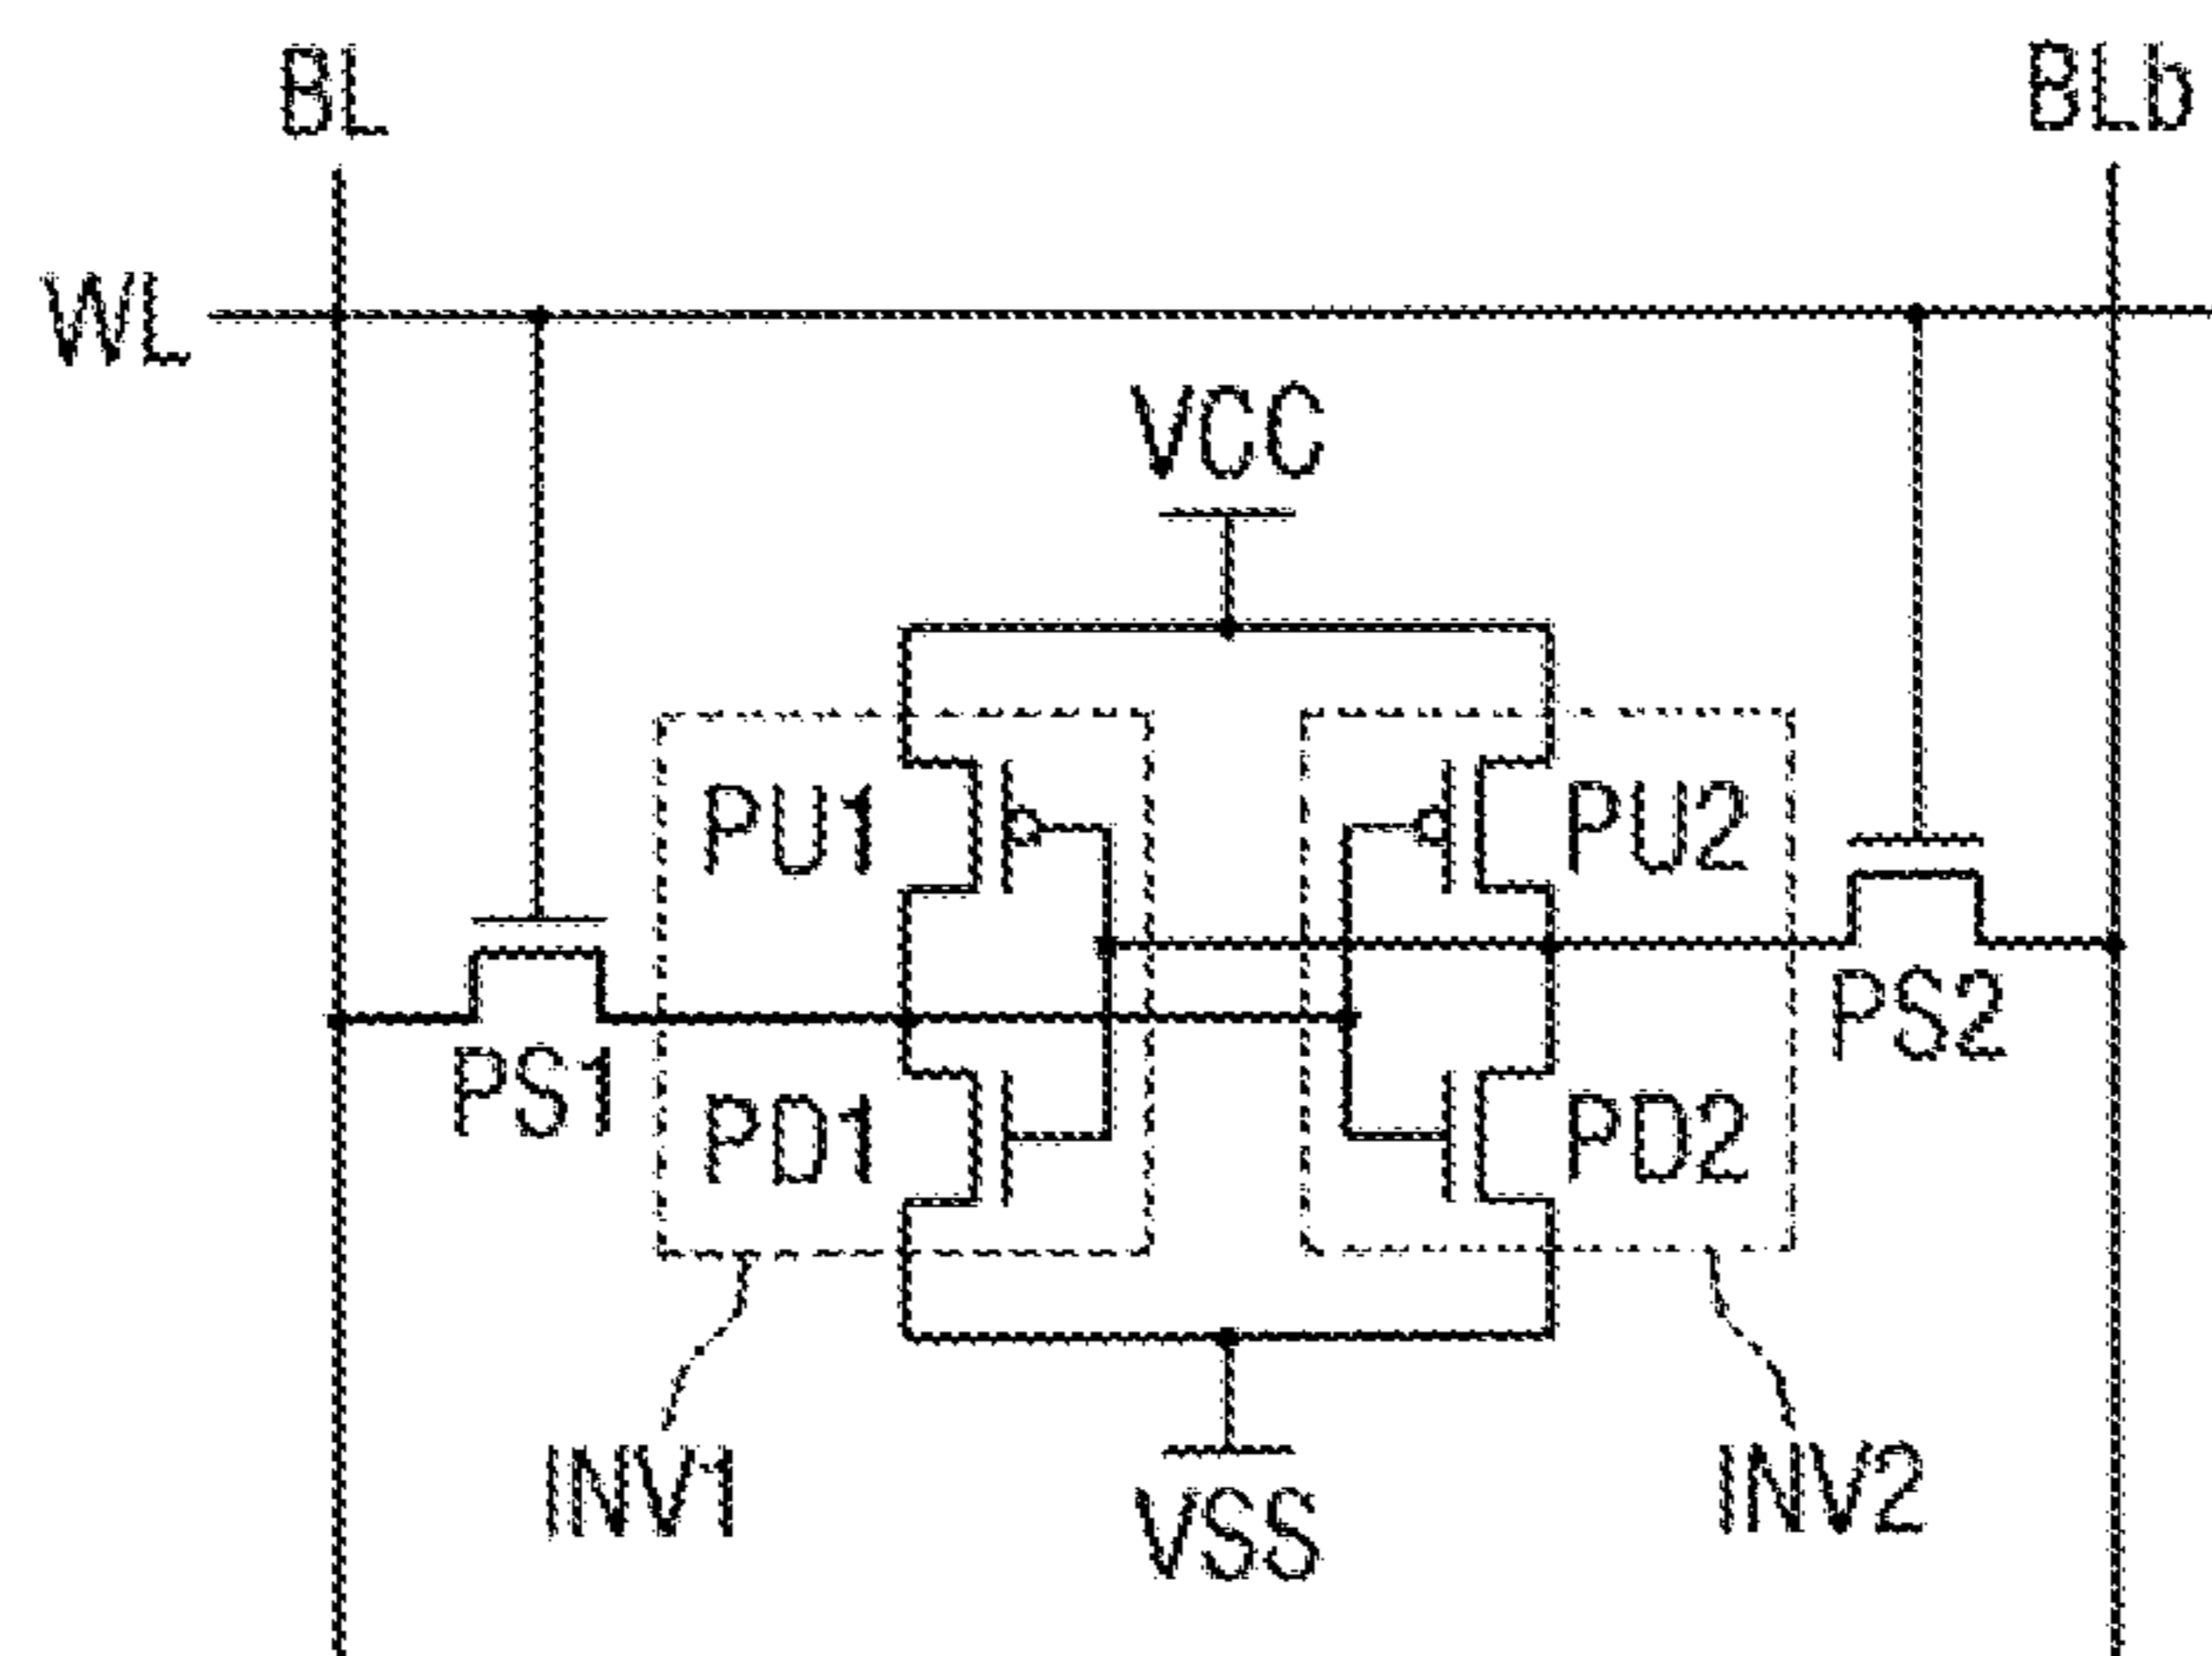 BL
BLb
WL
VCC
PU1
PU2
PS1
PS2
PD1
PD2
INV1
VSS
INV2